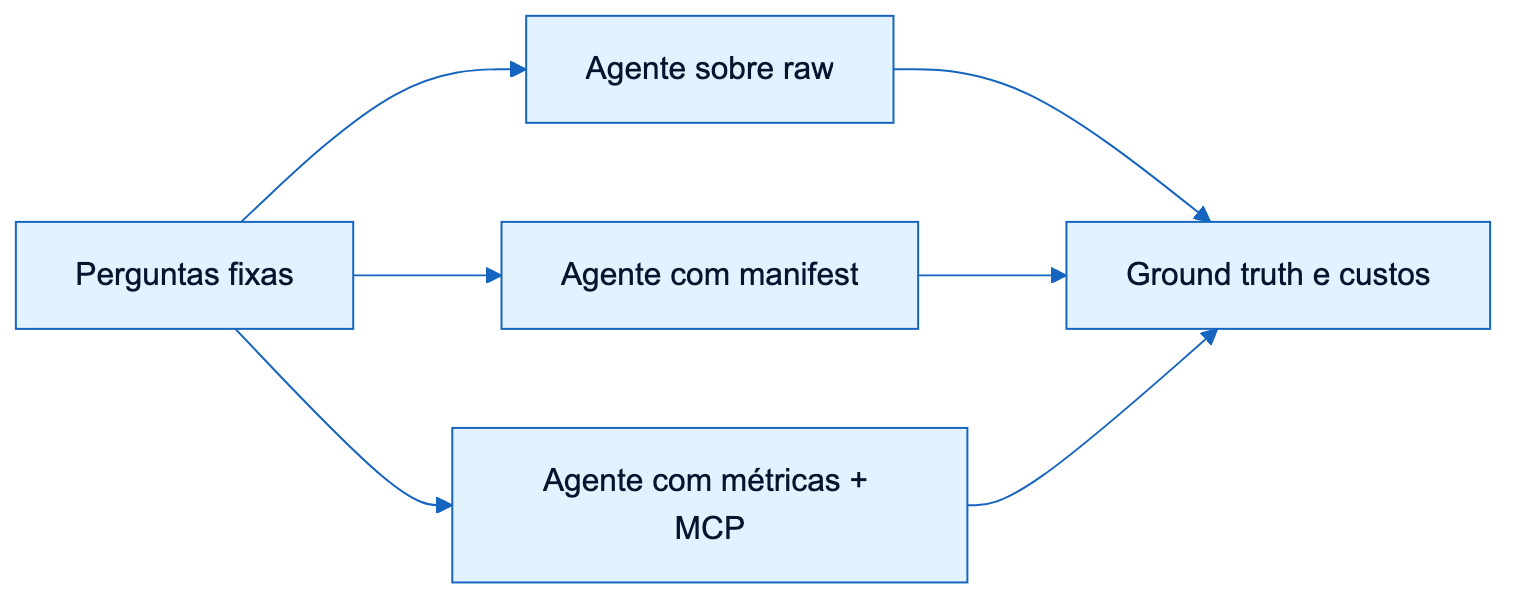 Agente sobre raw
Perguntas fixas
Agente com manifest
Ground truth e custos
Agente com métricas +
MCP